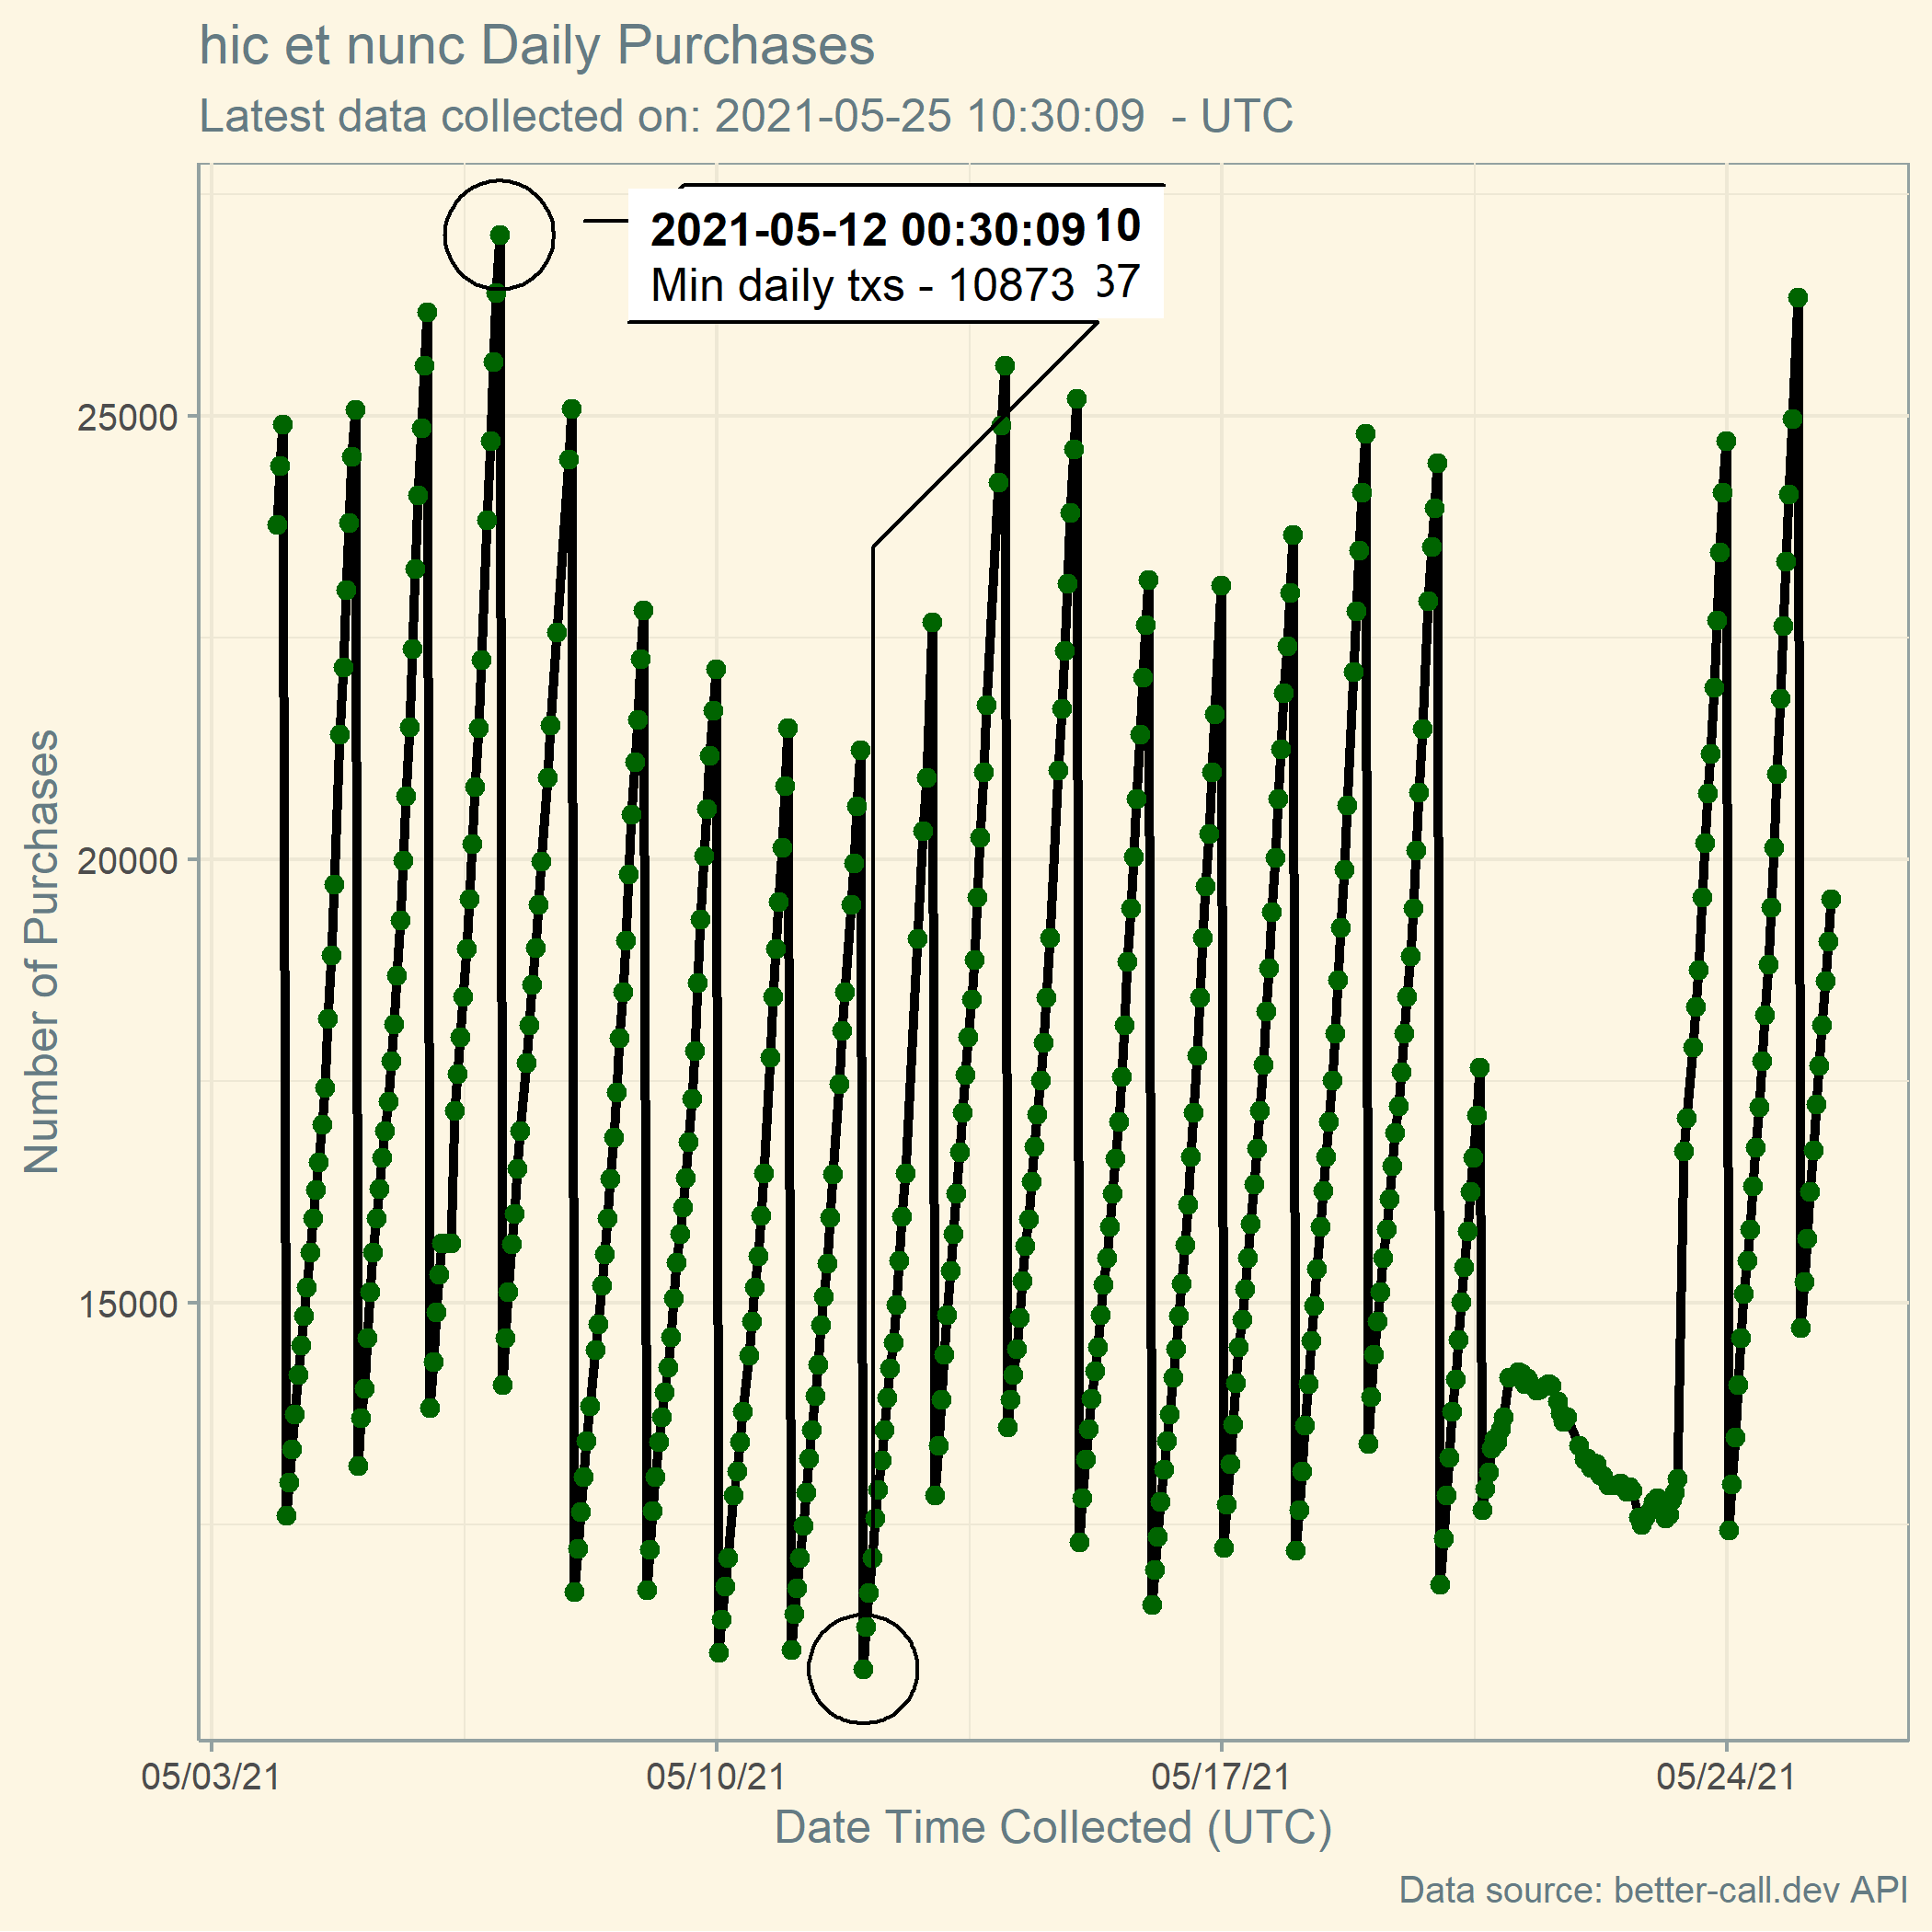 hic et nunc Daily Purchases
Latest data collected on: 2021-05-25 10:30:09 - UTC
2021-05-12 00:30:09 10
Min daily txs - 10873 37
25000
20000
15000
Number of Purchases
05/03/21 05/10/21 05/17/21 05/24/21
Date Time Collected (UTC)
Data source: better-call.dev API